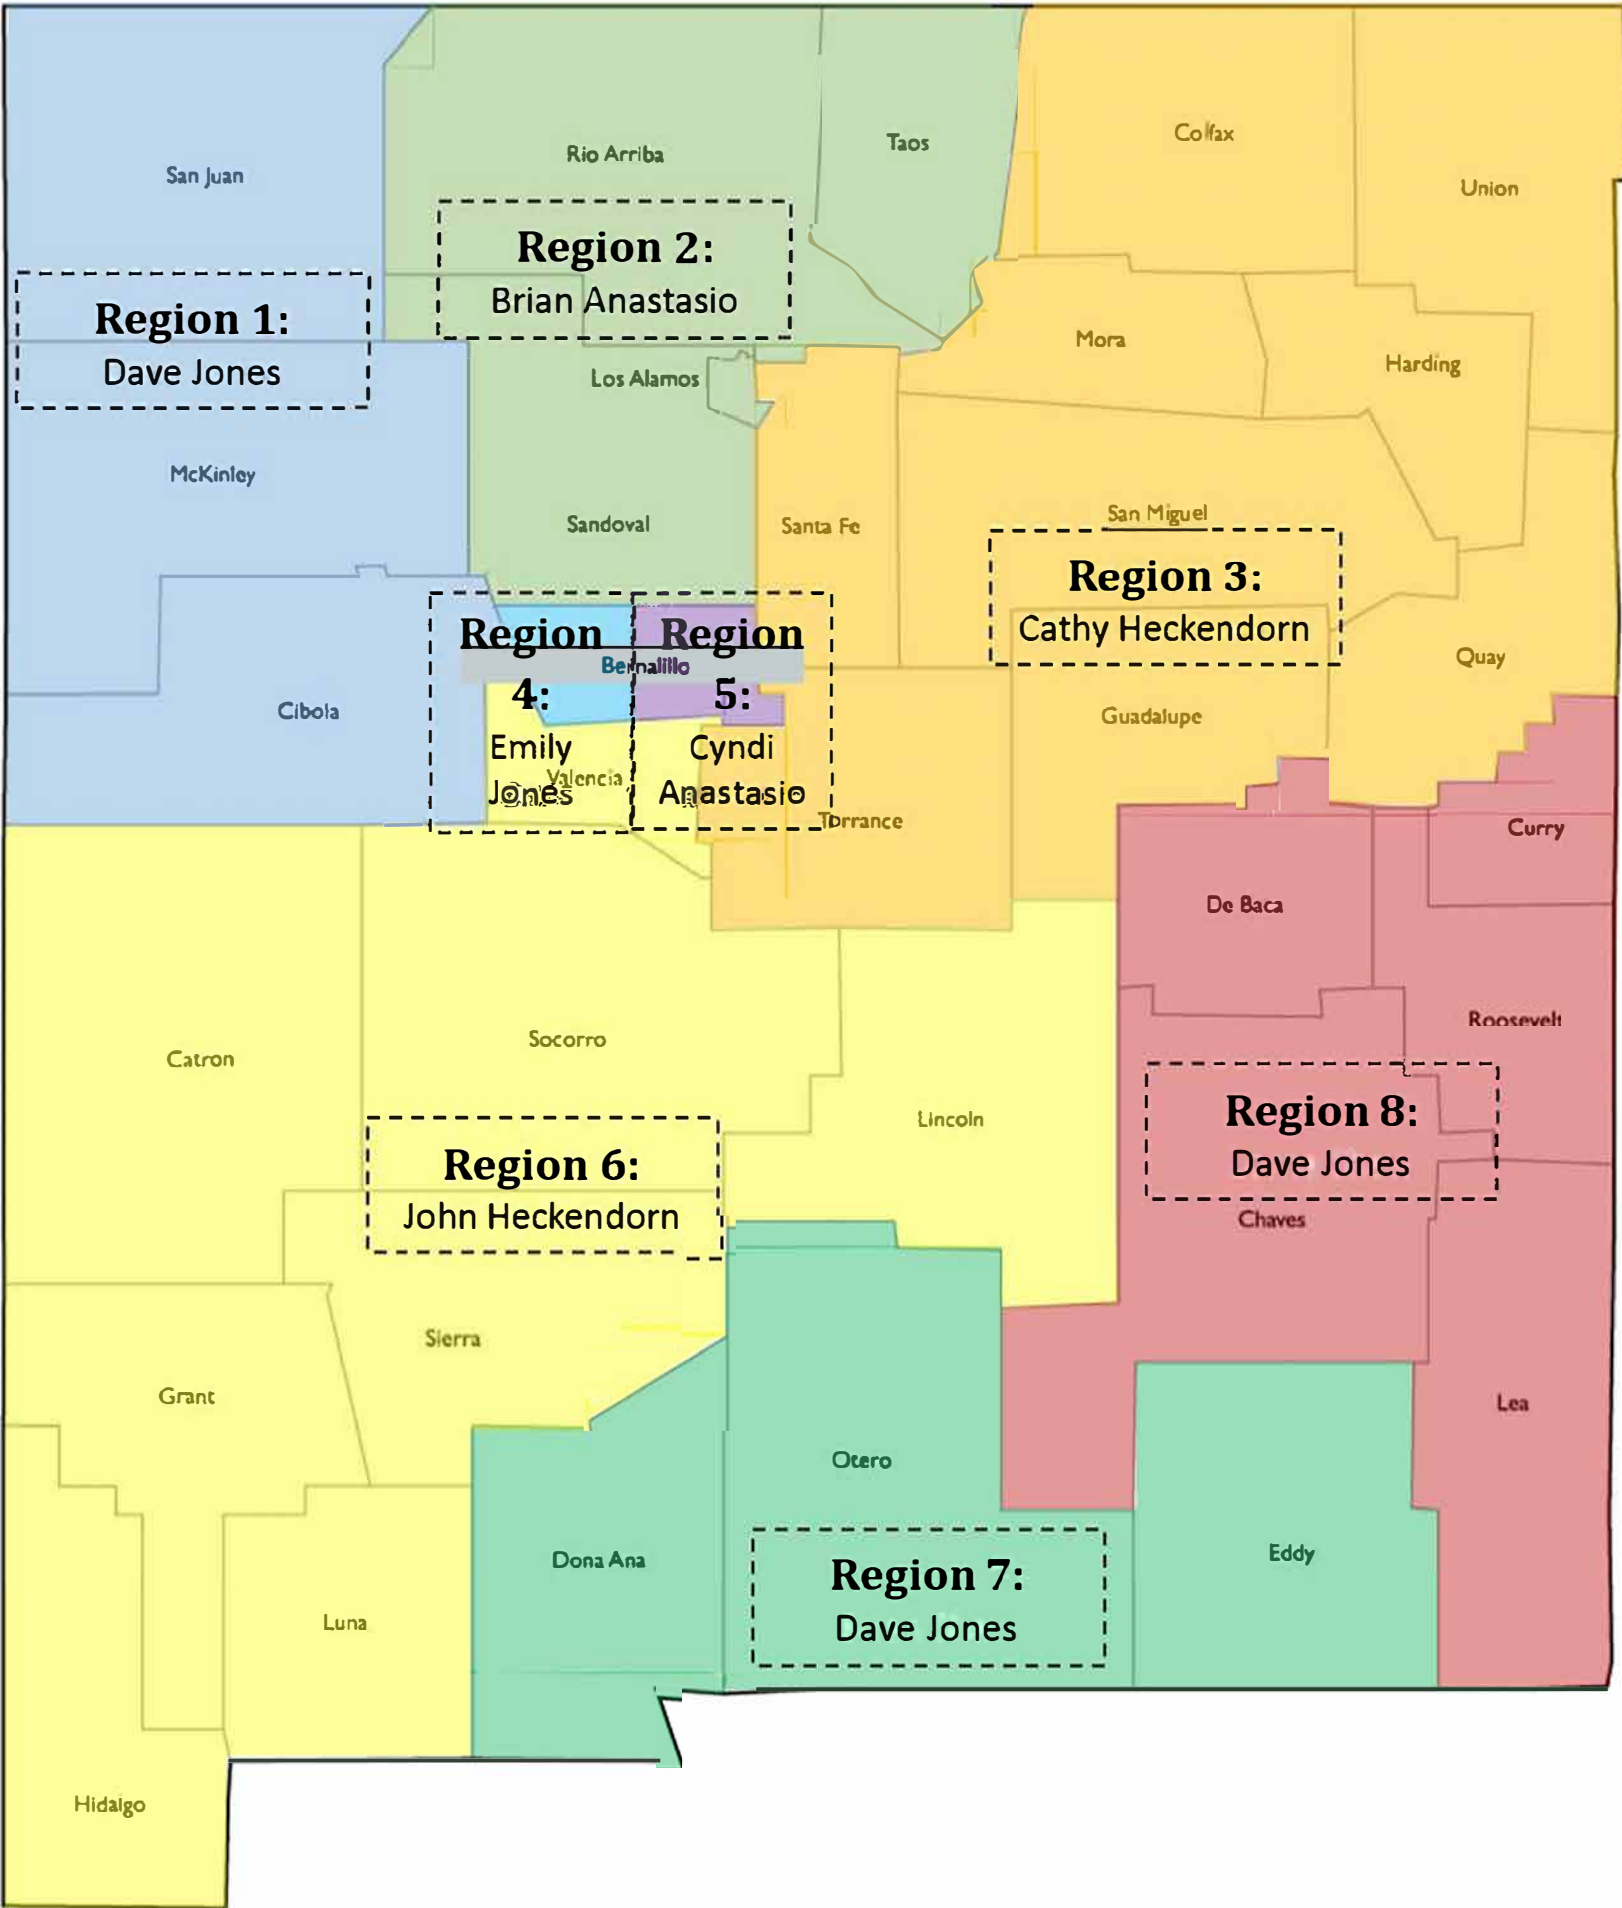 Colfax
Taos
Rio Arriba
San Juan
Union
Region 2:
Brian Anastasio
Region 1:
Dave Jones
Mora
Harding
Los Alamos
McKinley
San Miguel
Sandoval
Santa Fe
Region 3:
Cathy Heckendorn
Region
4:
Emily
Jones
Region
5:
Cyndi
Anastasio
Bernalillo
Quay
Cibola
Guadalupe
Valencia
Torrance
Curry
De Baca
Roosevelt
Socorro
Catron
Lincoln
Region 8:
Dave Jones
Region 6:
John Heckendorn
Chaves
Sierra
Grant
Lea
Otero
Eddy
Dona Ana
Region 7:
Dave Jones
Luna
Hidalgo